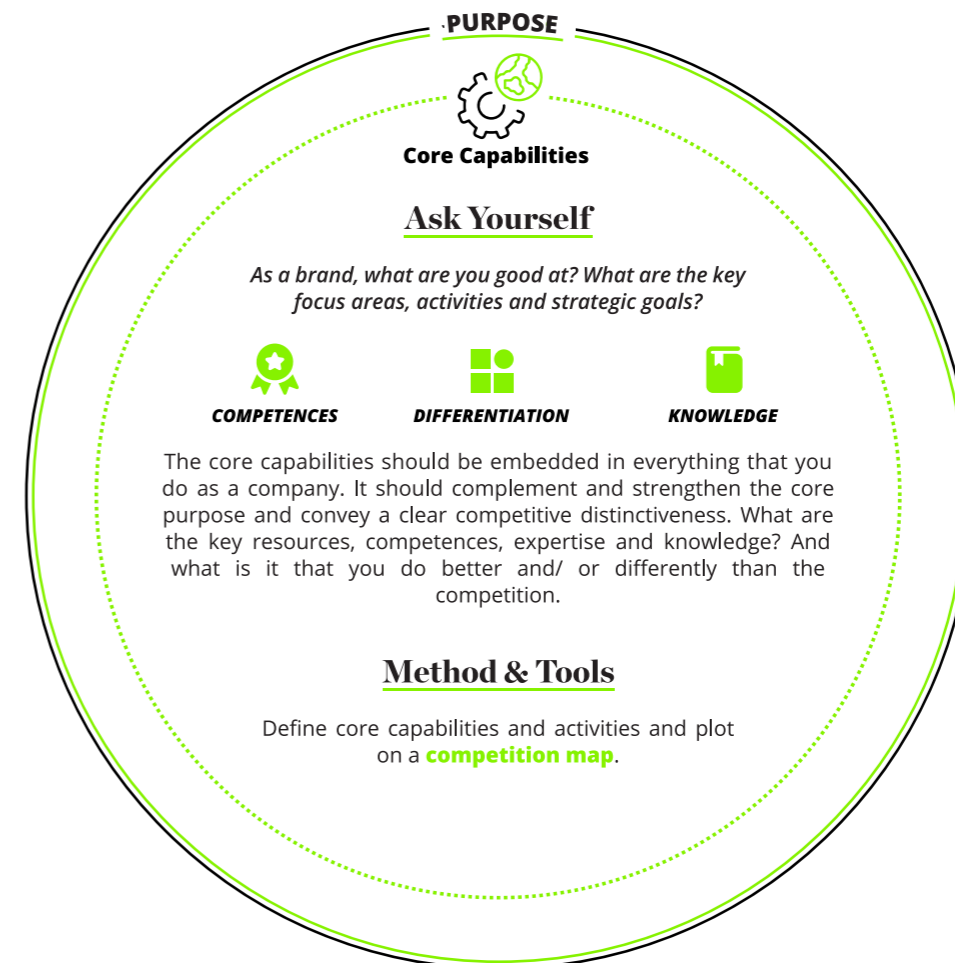 PURPOSE
Core Capabilities
Ask Yourself
As a brand, what are you good at? What are the key
focus areas, activities and strategic goals?
COMPETENCES DIFFERENTIATION KNOWLEDGE
The core capabilities should be embedded in everything that you
do as a company. It should complement and strengthen the core
purpose and convey a clear competitive distinctiveness. What are
the key resources, competences, expertise and knowledge? And
what is it that you do better and/ or differently than the
competition.
Method & Tools
Define core capabilities and activities and plot
on a competition map.